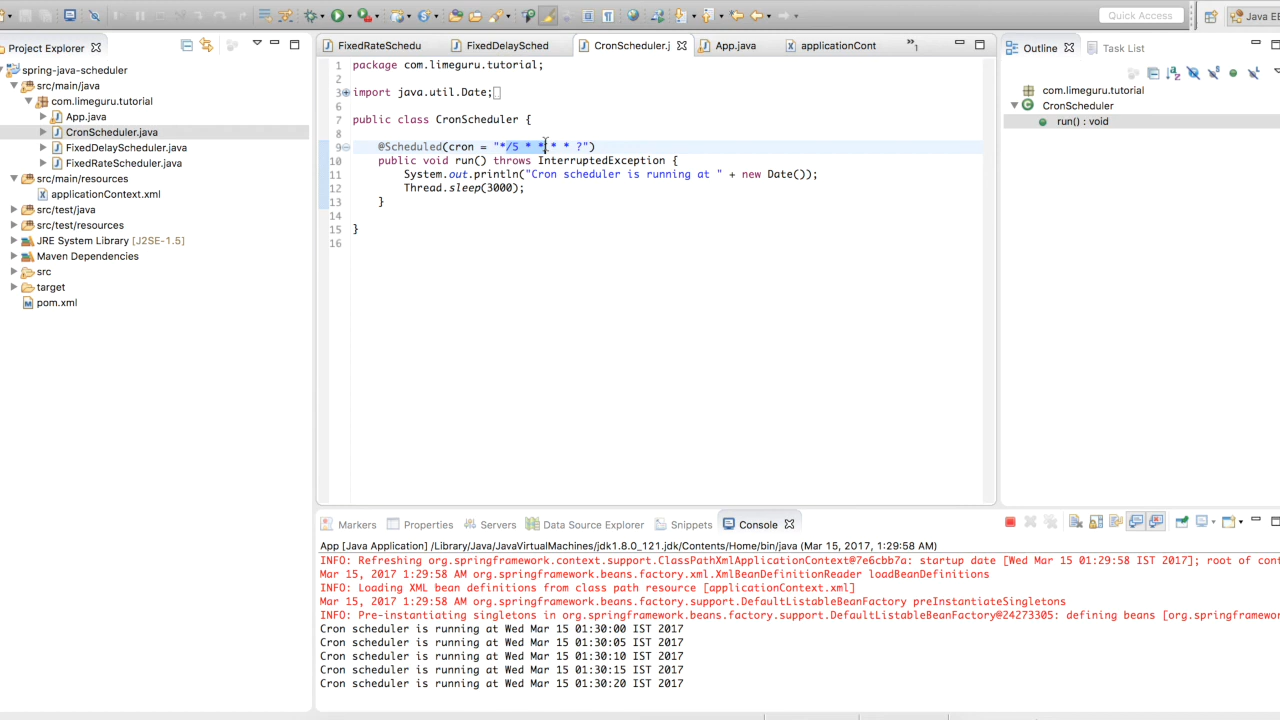 Quick Access
Java EE
Project Explorer
spring-java-scheduler
src/main/java
com.limeguru.tutorial
App.java
CronScheduler.java
FixedDelayScheduler.java
FixedRateScheduler.java
src/main/resources
applicationContext.xml
src/test/java
src/test/resources
JRE System Library [J2SE-1.5]
Maven Dependencies
src
target
pom.xml
FixedRateSchedu
FixedDelaySched
CronScheduler.j
App.java
applicationCont
»1
1 package com.limeguru.tutorial;
2
3 import java.util.Date;
6
7 public class CronScheduler {
8
9 @Scheduled(cron = "*/5 * * * * ?")
10 public void run() throws InterruptedException {
11 System.out.println("Cron scheduler is running at " + new Date());
12 Thread.sleep(3000);
13 }
14
15 }
16
Outline
Task List
com.limeguru.tutorial
CronScheduler
run() : void
Markers
Properties
Servers
Data Source Explorer
Snippets
Console
App [Java Application] /Library/Java/JavaVirtualMachines/jdk1.8.0_121.jdk/Contents/Home/bin/java (Mar 15, 2017, 1:29:58 AM)
INFO: Refreshing org.springframework.context.support.ClassPathXmlApplicationContext@7e6cbb7a: startup date [Wed Mar 15 01:29:58 IST 2017]; root of cont
Mar 15, 2017 1:29:58 AM org.springframework.beans.factory.xml.XmlBeanDefinitionReader loadBeanDefinitions
INFO: Loading XML bean definitions from class path resource [applicationContext.xml]
Mar 15, 2017 1:29:58 AM org.springframework.beans.factory.support.DefaultListableBeanFactory preInstantiateSingletons
INFO: Pre-instantiating singletons in org.springframework.beans.factory.support.DefaultListableBeanFactory@24273305: defining beans [org.springframewor
Cron scheduler is running at Wed Mar 15 01:30:00 IST 2017
Cron scheduler is running at Wed Mar 15 01:30:05 IST 2017
Cron scheduler is running at Wed Mar 15 01:30:10 IST 2017
Cron scheduler is running at Wed Mar 15 01:30:15 IST 2017
Cron scheduler is running at Wed Mar 15 01:30:20 IST 2017